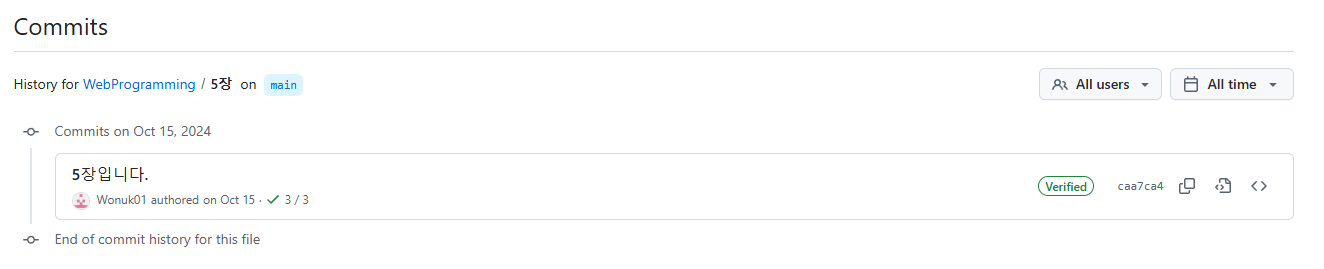 Commits
History for WebProgramming / 5장 on main
All users
All time
Commits on Oct 15, 2024
5장입니다.
Wonuk01 authored on Oct 15 · 3 / 3
Verified
caa7ca4
End of commit history for this file